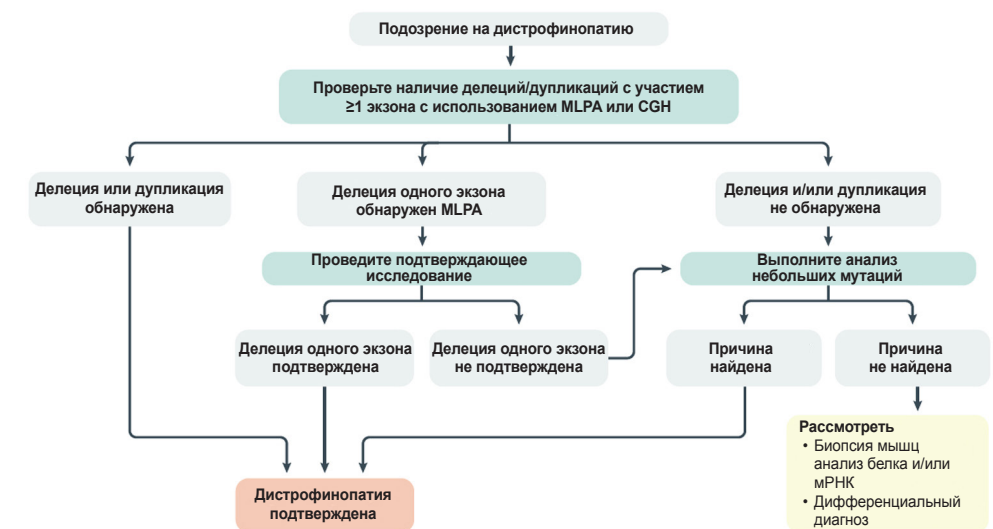 Подозрение на дистрофинопатию
Проверьте наличие делеций/дупликаций с участием
≥1 экзона с использованием MLPA или CGH
Делеция или дупликация
обнаружена
Делеция одного экзона
обнаружен MLPA
Делеция и/или дупликация
не обнаружена
Проведите подтверждающее
исследование
Выполните анализ
небольших мутаций
Делеция одного экзона
подтверждена
Делеция одного экзона
не подтверждена
Причина
найдена
Причина
не найдена
Рассмотреть
• Биопсия мышц
анализ белка и/или
мРНК
• Дифференциальный
диагноз
Дистрофинопатия
подтверждена